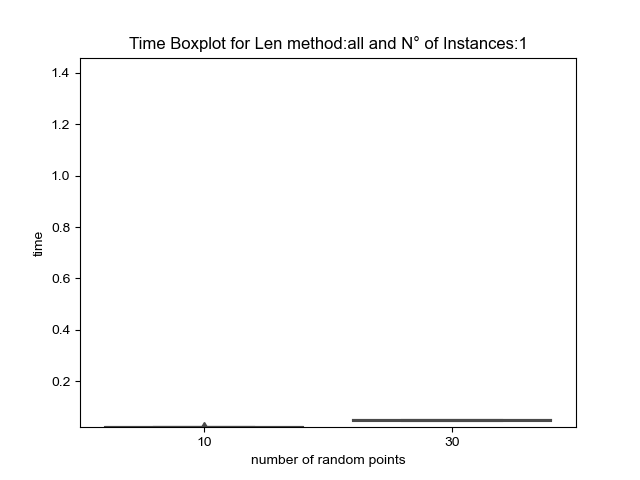 Time Boxplot for Len method:all and N° of Instances:1
1.4
1.2
1.0
0.8
0.6
0.4
0.2
time
10 30
number of random points